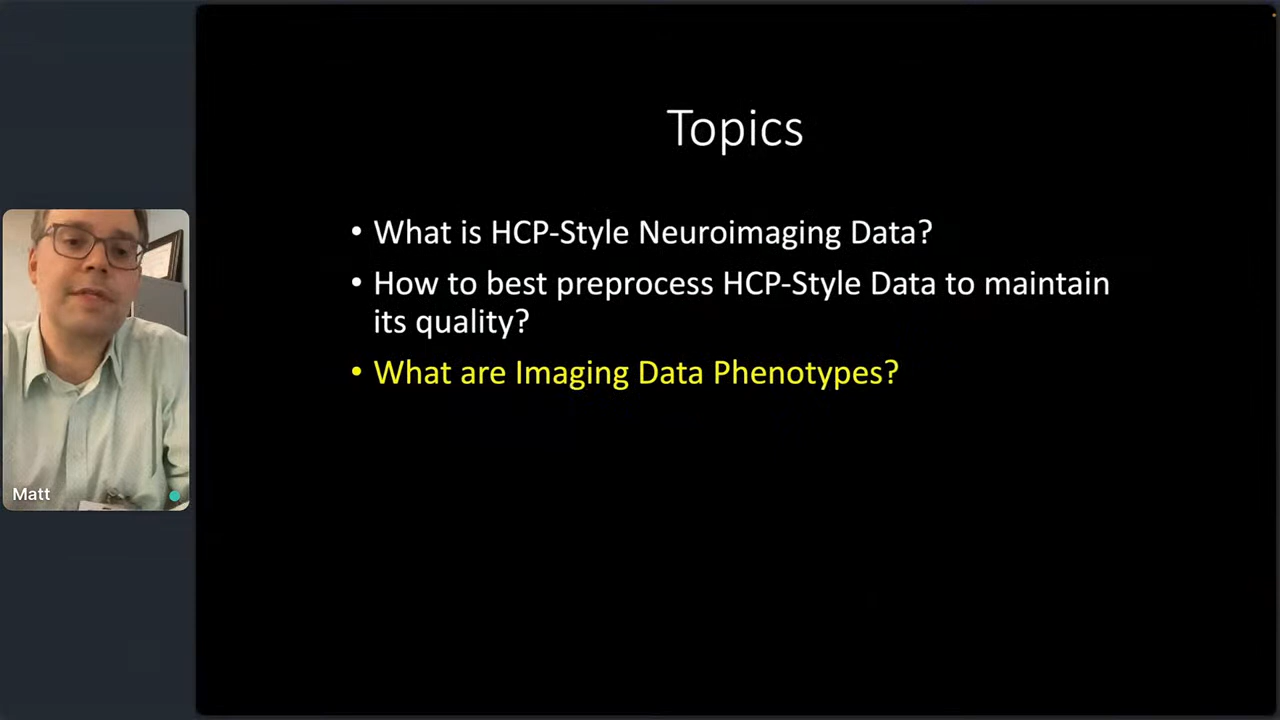 Topics
• What is HCP-Style Neuroimaging Data?
• How to best preprocess HCP-Style Data to maintain
its quality?
• What are Imaging Data Phenotypes?
Matt